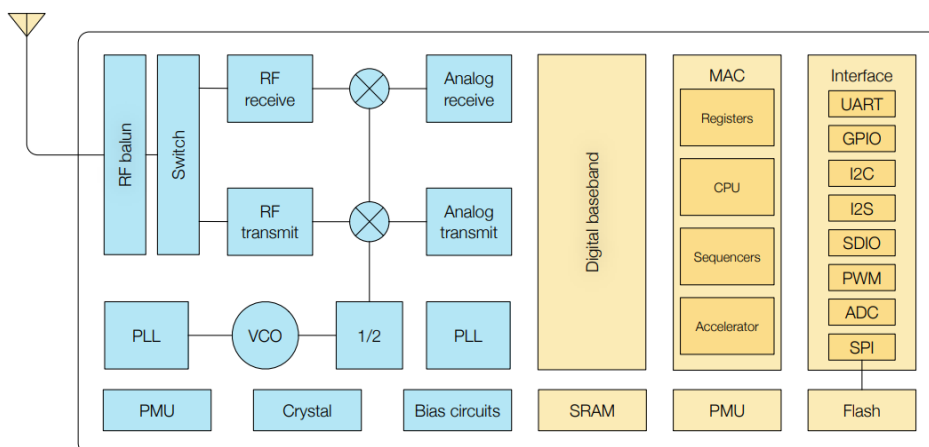 RF balun
Switch
RF
receive
Analog
receive
RF
transmit
Analog
transmit
PLL
VCO
1/2
PLL
PMU
Crystal
Bias circuits
Digital baseband
SRAM
MAC
Registers
CPU
Sequencers
Accelerator
PMU
Interface
UART
GPIO
I2C
I2S
SDIO
PWM
ADC
SPI
Flash